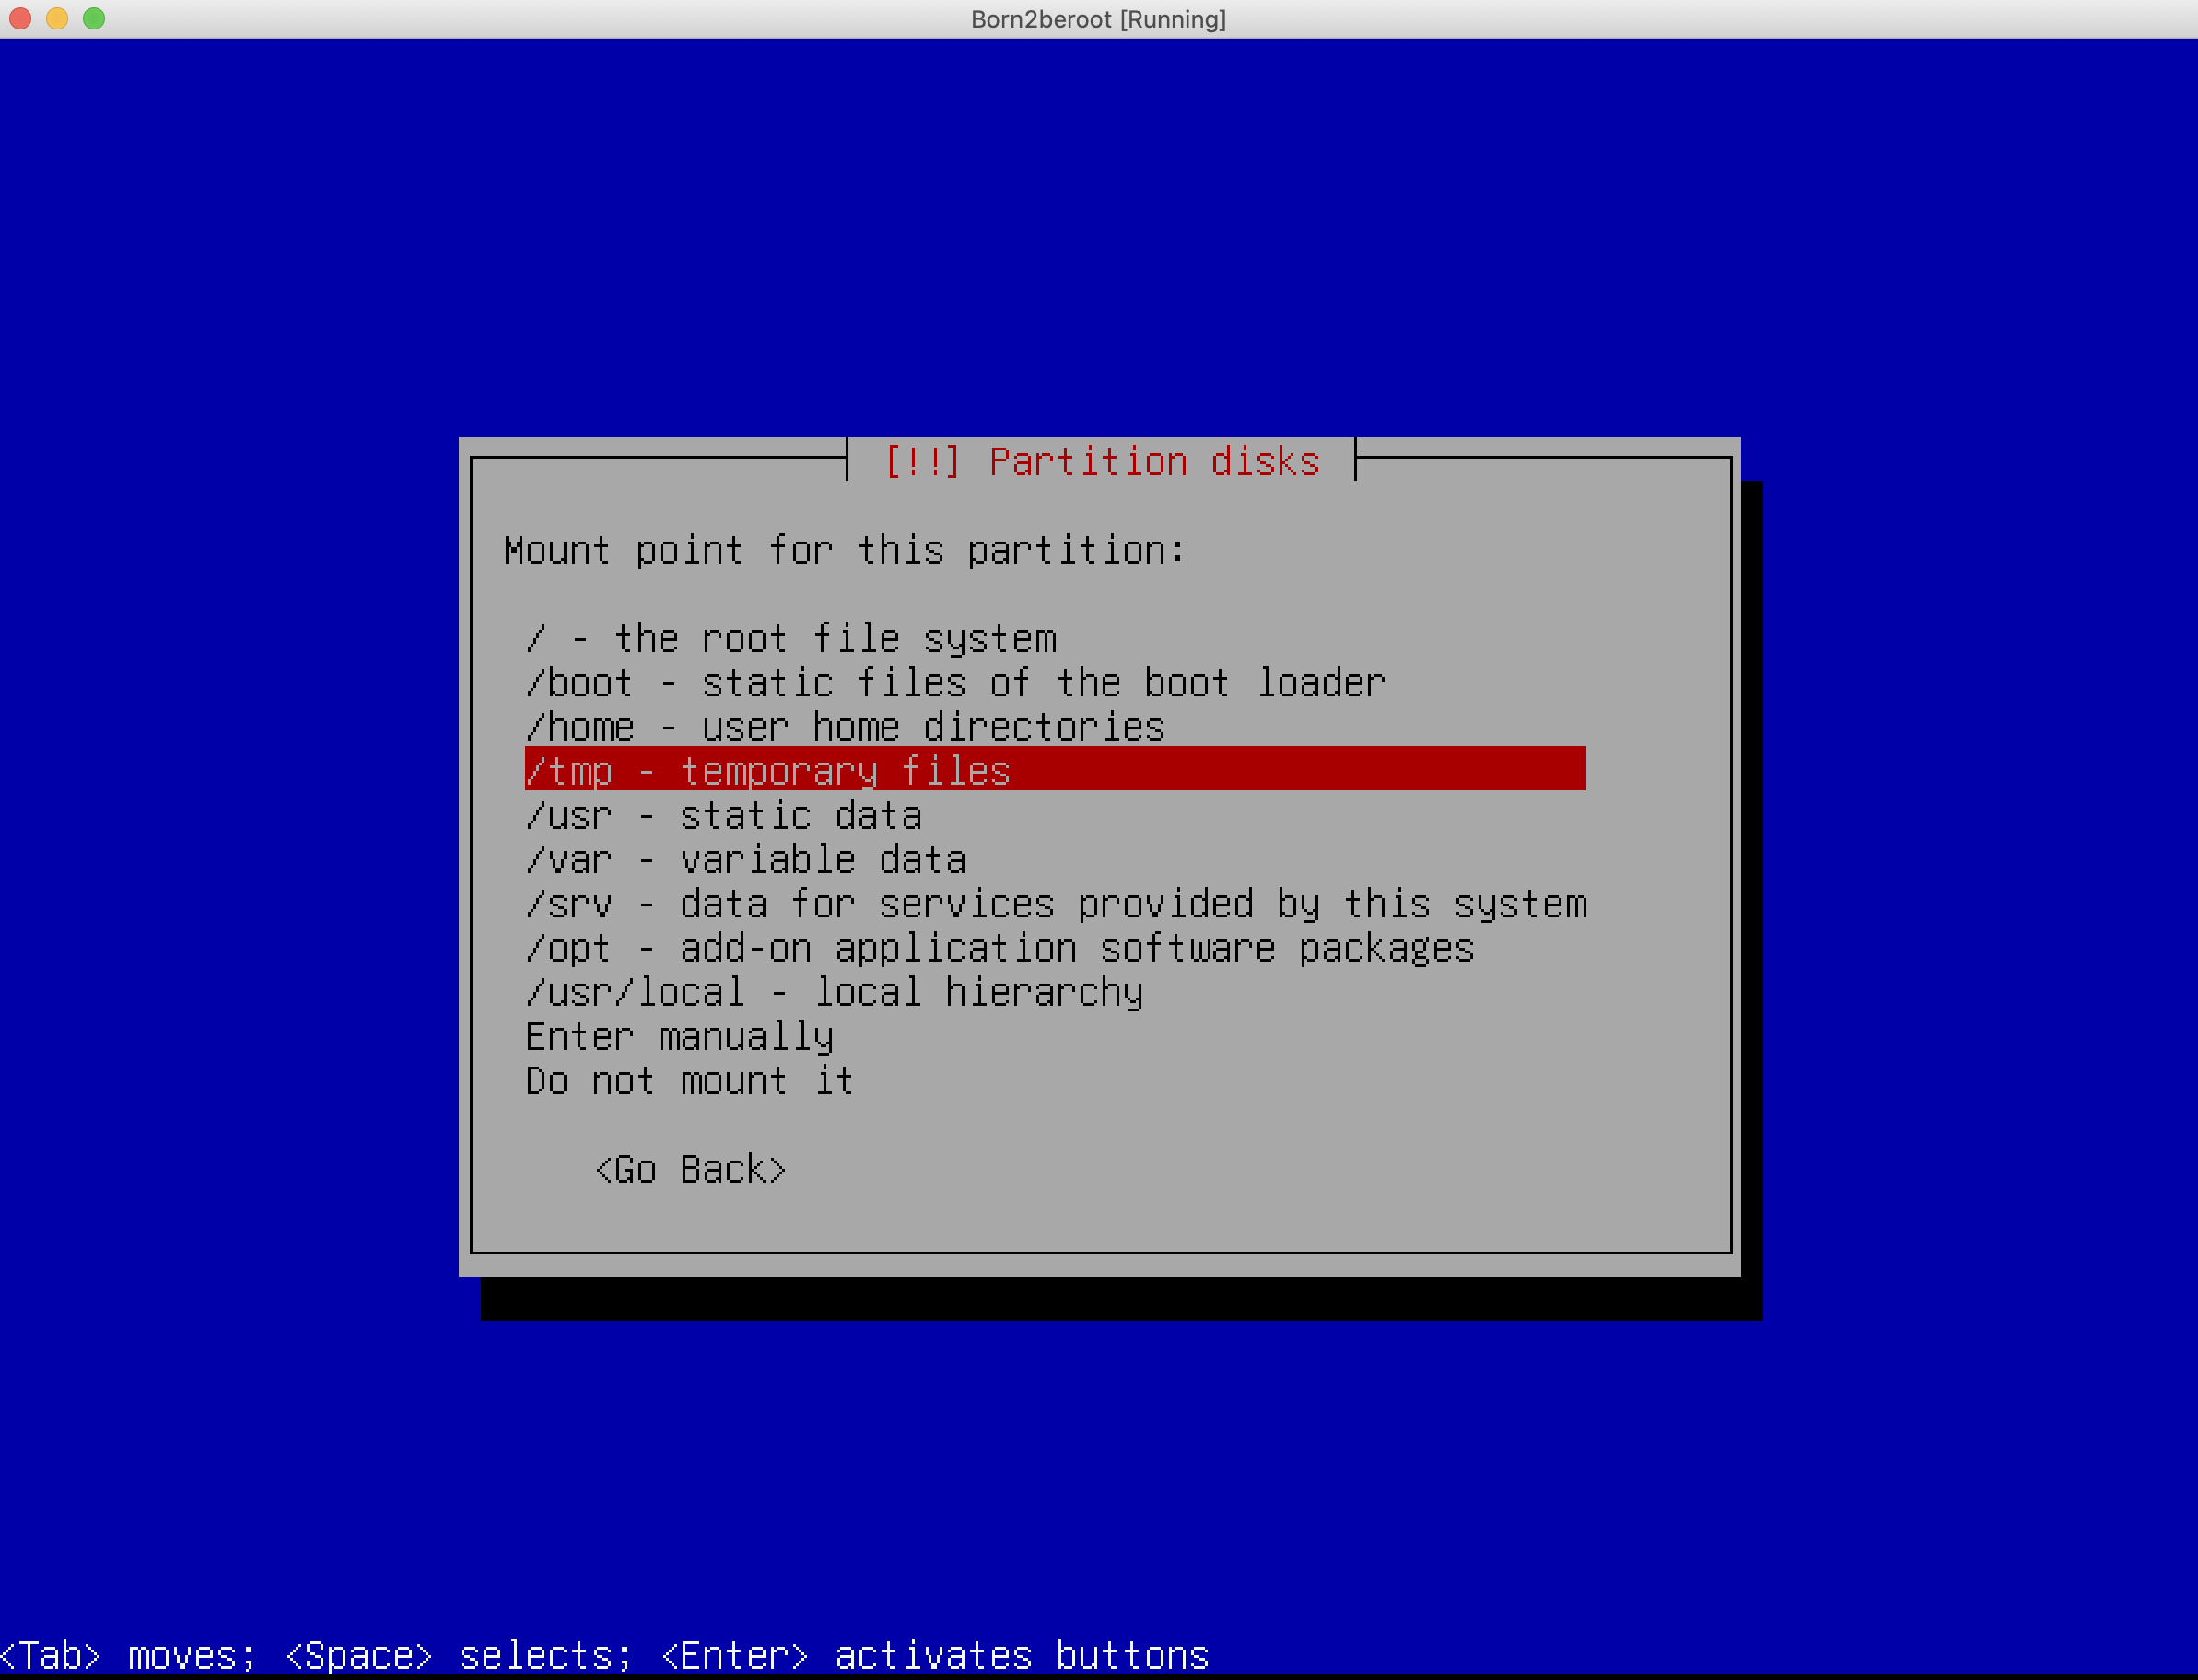 Born2beroot [Running]
[!!] Partition disks
Mount point for this partition:
/ - the root file system
/boot - static files of the boot loader
/home - user home directories
/tmp - temporary files
/usr - static data
/var - variable data
/srv - data for services provided by this system
/opt - add-on application software packages
/usr/local - local hierarchy
Enter manually
Do not mount it
<Go Back>
<Tab> moves; <Space> selects; <Enter> activates buttons